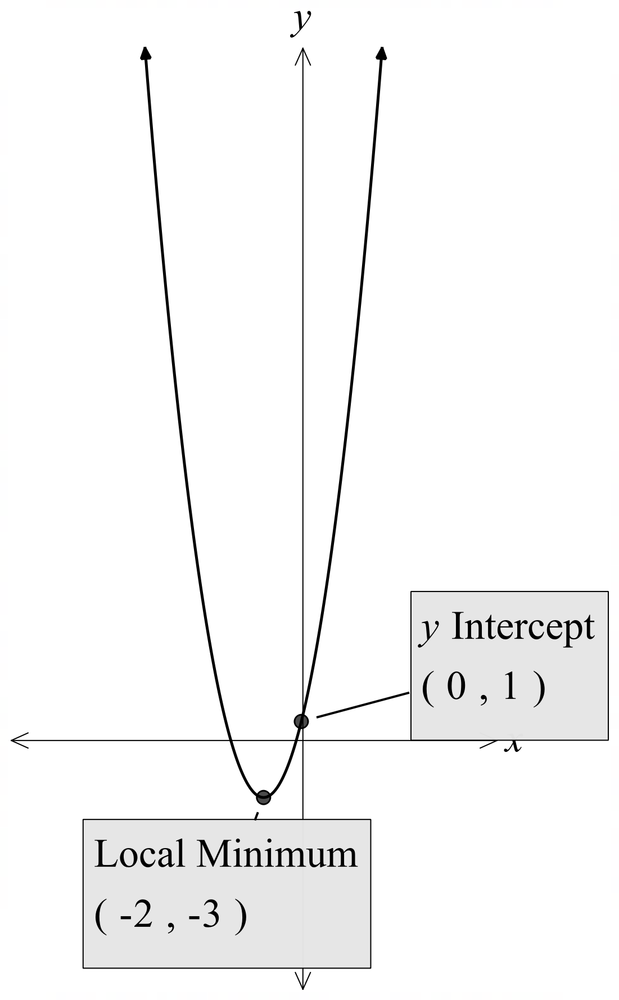 y
y Intercept
( 0 , 1 )
x
Local Minimum
( -2 , -3 )